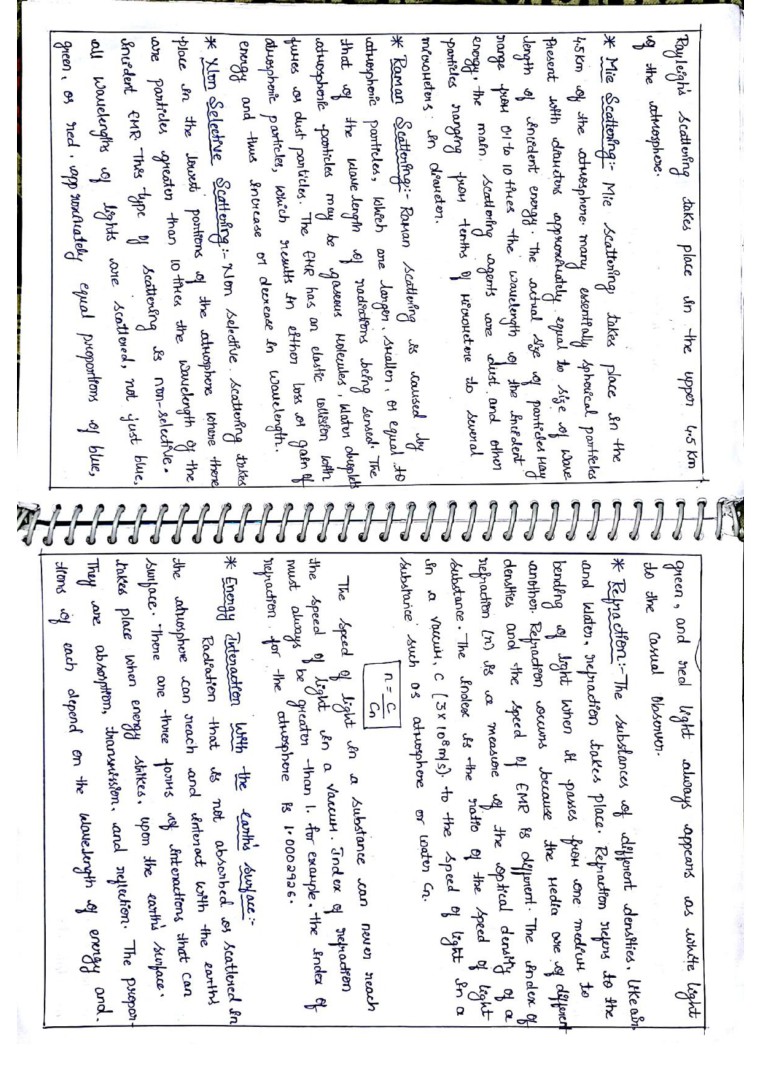 Rayleigh's scattering takes place in the upper 4.5 km
of the atmosphere.
* Mie Scattering:- Mie scattering takes place in the
4.5 km of the atmosphere. many essentially spherical particles
Present with diameters approximately equal to size of wave
length of incident energy. The actual size of particles May
range from 0.1 to 10 times the wavelength of the incident
energy. the main scattering agents are dust and other
particles ranging from tenths of micrometere to several
micrometers in diameter.
* Raman Scattering:- Raman scattering is caused by
atmospheric particles, which are larger, smaller, or equal to
that of the wave length of radiations being sensed. The
atmospheric particles may be gaseous molecules, Water droplets
fumes or dust particles. The EMR has an elastic collision with
atmospheric particles, which results in either loss or gain of
energy and thus increase or decrease in wavelength.
* Non Selective Scattering:- Non selective scattering takes
place in the lowest portions of the atmosphere where there
are particles greater than 10 times the wavelength of the
incident EMR. This type of scattering is non-selective.
all wavelengths of lights are scattered, not just blue,
green, or red. approximately equal proportions of blue,
green, and red light always appears as white light
to the casual Observer.
* Refraction:- The substances of different densities, like air
and water, refraction takes place. Refraction refers to the
bending of light when it passes from one medium to
another. Refraction occurs because the Media are of different
densities and the speed of EMR is different. The index of
refraction (n) is a measure of the optical density of a
substance. The index is the ratio of the speed of light
in a vaccum, c (3×10⁸m/s). to the speed of light in a
substance such as atmosphere or water Cn.
n = C/Cn
The speed of light in a substance can never reach
the speed of light in a vaccum. Index of refraction
must always be greater than 1. for example. the index of
refraction for the atmosphere is 1.0002926.
* Energy Interaction with the earth's surface:-
Radiation that is not absorbed or scattered in
the atmosphere can reach and interact with the earths
surface. There are three forms of interactions that can
takes place when energy strikes, upon the earth's surface.
They are absorption, transmission, and reflection. The propor-
tions of each depend on the wavelength of energy and.